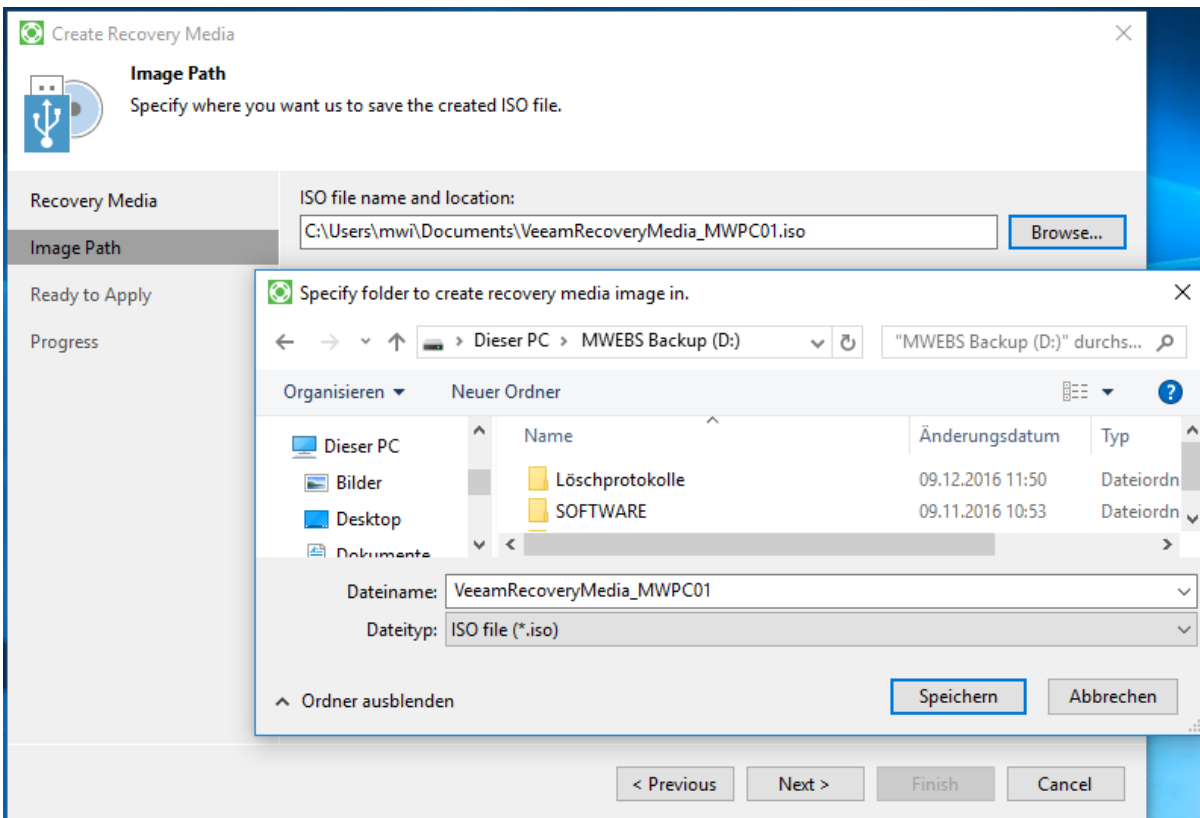 Create Recovery Media
Image Path
Specify where you want us to save the created ISO file.
Recovery Media
Image Path
Ready to Apply
Progress
ISO file name and location:
C:\Users\mwi\Documents\VeeamRecoveryMedia_MWPC01.iso
Browse...
Specify folder to create recovery media image in.
Dieser PC > MWEBS Backup (D:)
"MWEBS Backup (D:)" durchs...
Organisieren
Neuer Ordner
Dieser PC
Bilder
Desktop
Dokumente
Name Änderungsdatum Typ
Löschprotokolle 09.12.2016 11:50 Dateiordn
SOFTWARE 09.11.2016 10:53 Dateiordn
Dateiname: VeeamRecoveryMedia_MWPC01
Dateityp: ISO file (*.iso)
Ordner ausblenden
Speichern
Abbrechen
< Previous
Next >
Finish
Cancel